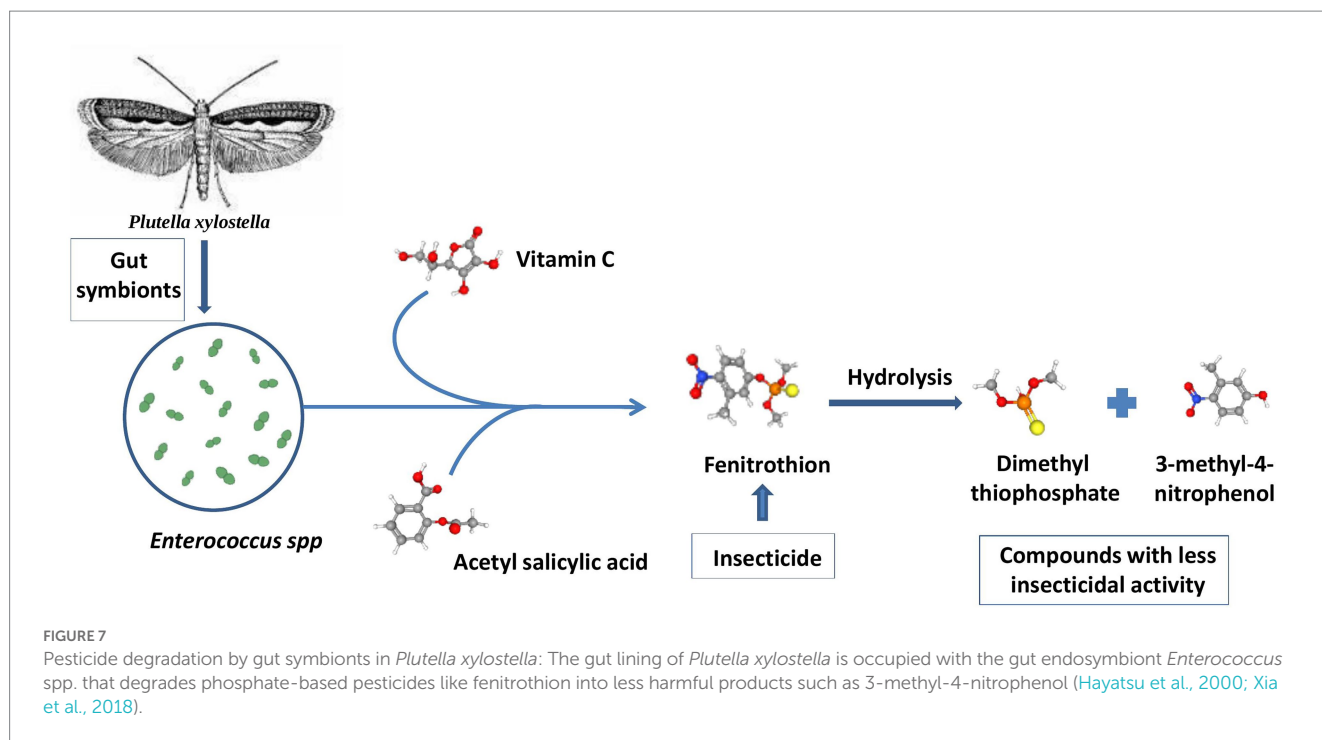 Plutella xylostella
Gut
symbionts
Vitamin C
Enterococcus spp
Acetyl salicylic acid
Fenitrothion
Insecticide
Hydrolysis
Dimethyl
thiophosphate
3-methyl-4-
nitrophenol
Compounds with less
insecticidal activity
FIGURE 7
Pesticide degradation by gut symbionts in Plutella xylostella: The gut lining of Plutella xylostella is occupied with the gut endosymbiont Enterococcus
spp. that degrades phosphate-based pesticides like fenitrothion into less harmful products such as 3-methyl-4-nitrophenol (Hayatsu et al., 2000; Xia
et al., 2018).